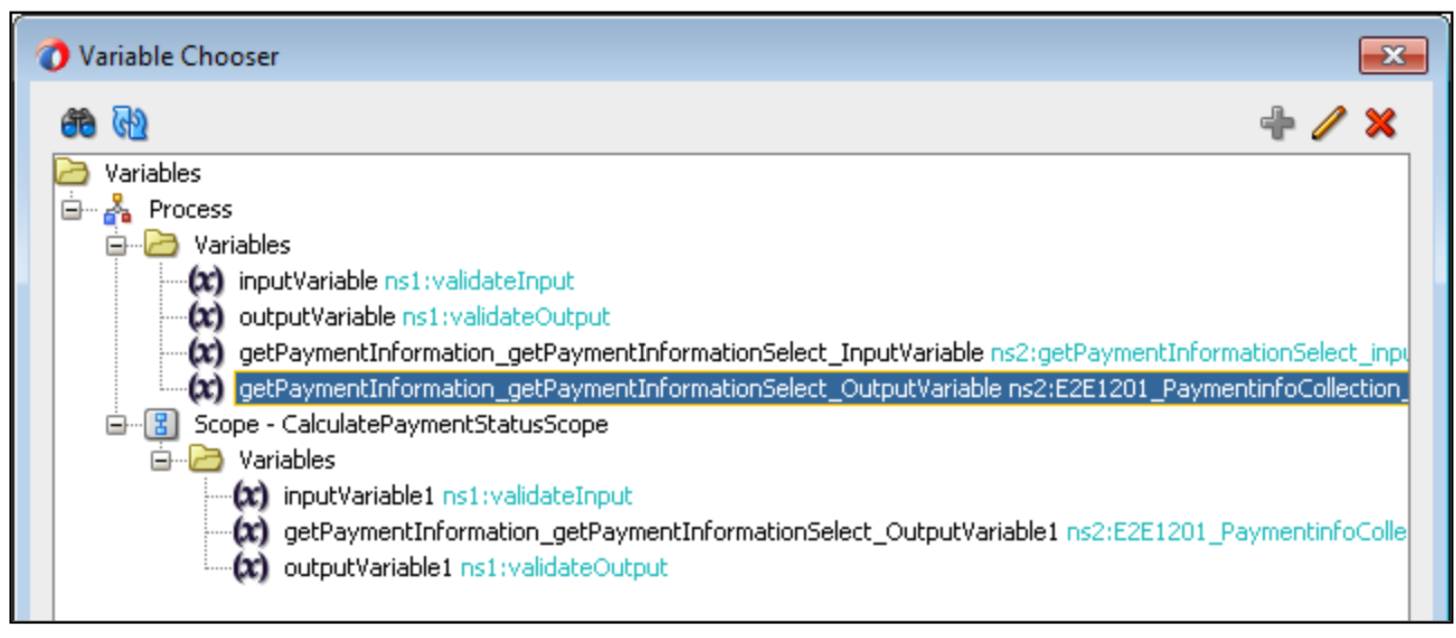 Variable Chooser
Variables
Process
Variables
(x) inputVariable ns1:validateInput
(x) outputVariable ns1:validateOutput
(x) getPaymentInformation_getPaymentInformationSelect_InputVariable ns2:getPaymentInformationSelect_inpu
(x) getPaymentInformation_getPaymentInformationSelect_OutputVariable ns2:E2E1201_PaymentinfoCollection_
Scope - CalculatePaymentStatusScope
Variables
(x) inputVariable1 ns1:validateInput
(x) getPaymentInformation_getPaymentInformationSelect_OutputVariable1 ns2:E2E1201_PaymentinfoColle
(x) outputVariable1 ns1:validateOutput